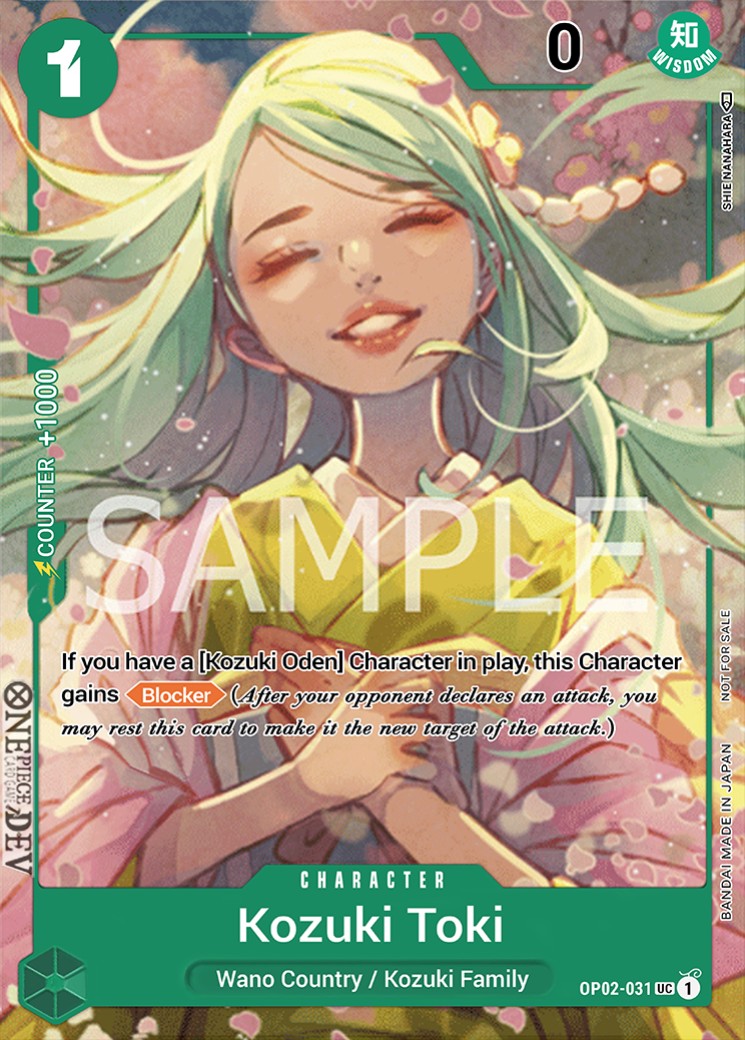 1
0
知
WISDOM
SHIE NANAHARA
COUNTER +1000
SAMPLE
If you have a [Kozuki Oden] Character in play, this Character
gains Blocker (After your opponent declares an attack, you
may rest this card to make it the new target of the attack.)
ONE PIECE
CARD GAME
/DEV
BANDAI MADE IN JAPAN NOT FOR SALE
CHARACTER
Kozuki Toki
Wano Country / Kozuki Family
OP02-031 UC 1